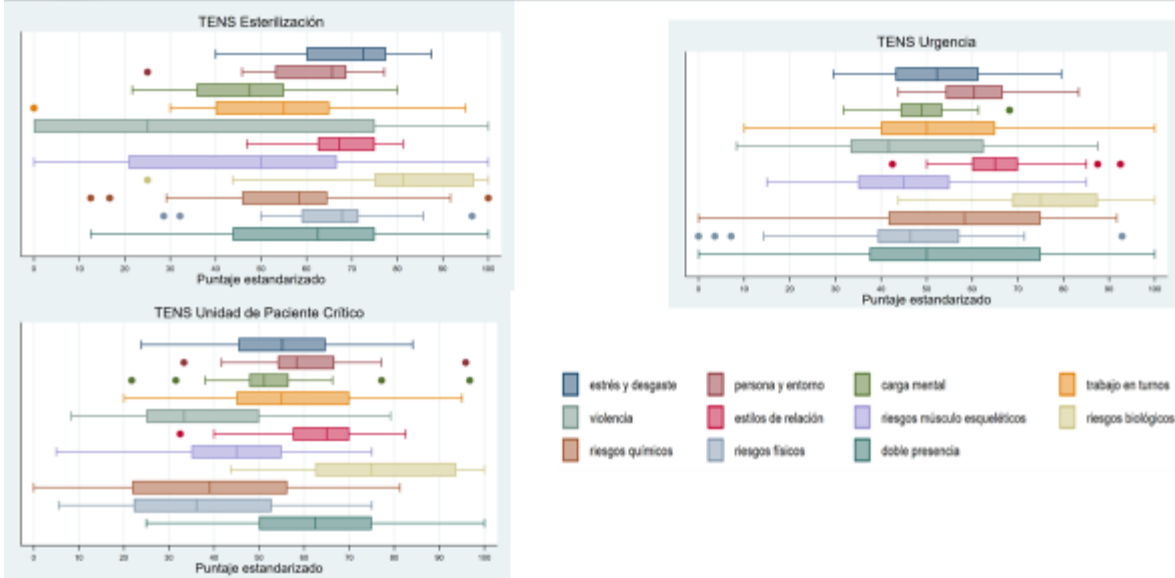 TENS Esterilización
0 10 20 30 40 50 60 70 80 90 100
Puntaje estandarizado
TENS Urgencia
0 10 20 30 40 50 60 70 80 90 100
Puntaje estandarizado
TENS Unidad de Paciente Crítico
0 10 20 30 40 50 60 70 80 90 100
Puntaje estandarizado
estrés y desgaste persona y entorno carga mental trabajo en turnos
violencia estilos de relación riesgos músculo esqueléticos riesgos biológicos
riesgos químicos riesgos físicos doble presencia